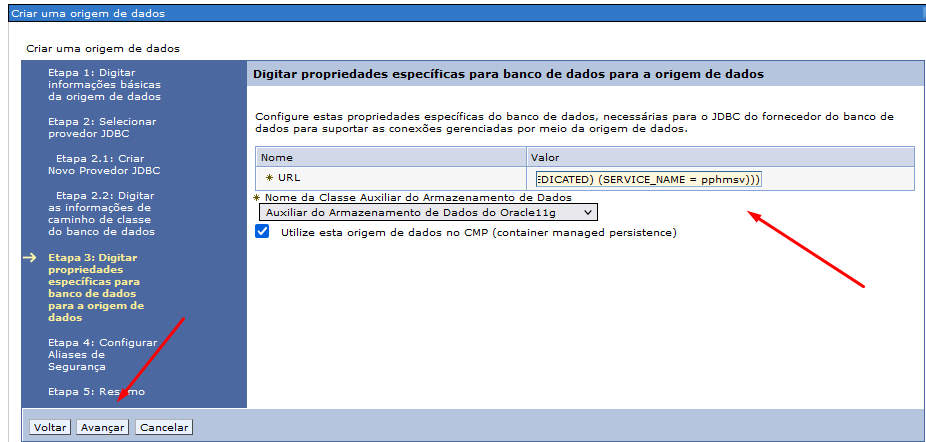 Criar uma origem de dados
Criar uma origem de dados
Etapa 1: Digitar
informações básicas
da origem de dados
Etapa 2: Selecionar
provedor JDBC
Etapa 2.1: Criar
Novo Provedor JDBC
Etapa 2.2: Digitar
as informações de
caminho de classe
do banco de dados
Etapa 3: Digitar
propriedades
específicas para
banco de dados
para a origem de
dados
Etapa 4: Configurar
Aliases de
Segurança
Etapa 5: Resumo
Digitar propriedades específicas para banco de dados para a origem de dados
Configure estas propriedades específicas do banco de dados, necessárias para o JDBC do fornecedor do banco de
dados para suportar as conexões gerenciadas por meio da origem de dados.
Nome Valor
* URL EDICATED) (SERVICE_NAME = pphmsv)))
* Nome da Classe Auxiliar do Armazenamento de Dados
Auxiliar do Armazenamento de Dados do Oracle11g
Utilize esta origem de dados no CMP (container managed persistence)
Voltar Avançar Cancelar